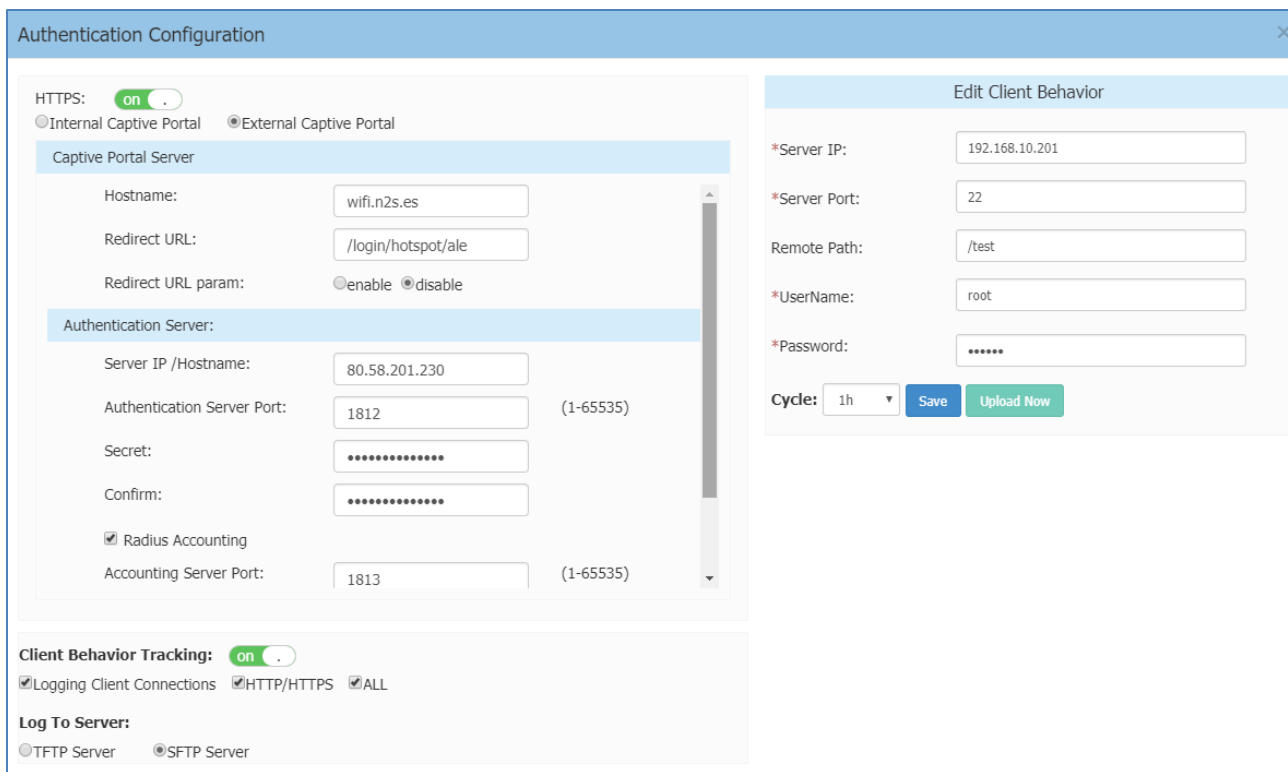 Authentication Configuration
HTTPS: on .
Internal Captive Portal External Captive Portal
Captive Portal Server
Hostname: wifi.n2s.es
Redirect URL: /login/hotspot/ale
Redirect URL param: enable disable
Authentication Server:
Server IP /Hostname: 80.58.201.230
Authentication Server Port: 1812 (1-65535)
Secret: ••••••••••••••
Confirm: ••••••••••••••
Radius Accounting
Accounting Server Port: 1813 (1-65535)
Client Behavior Tracking: on .
Logging Client Connections HTTP/HTTPS ALL
Log To Server:
TFTP Server SFTP Server
Edit Client Behavior
*Server IP: 192.168.10.201
*Server Port: 22
Remote Path: /test
*UserName: root
*Password: ••••••
Cycle: 1h Save Upload Now